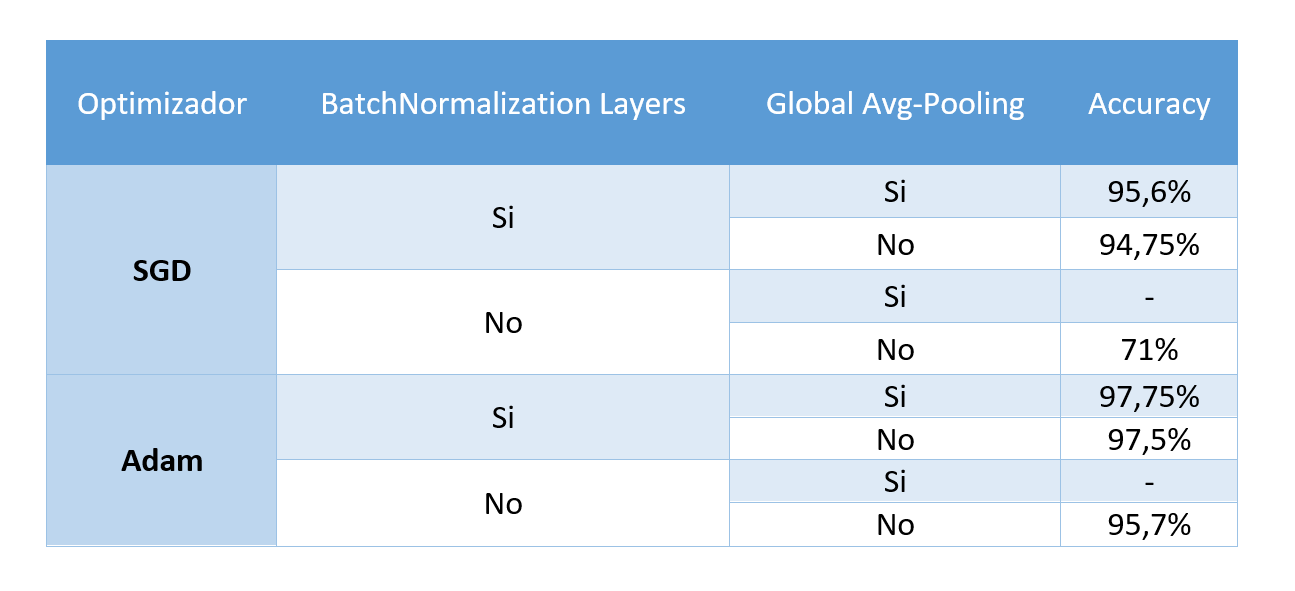 Optimizador BatchNormalization Layers Global Avg-Pooling Accuracy
SGD Si Si 95,6%
No 94,75%
No Si -
No 71%
Adam Si Si 97,75%
No 97,5%
No Si -
No 95,7%